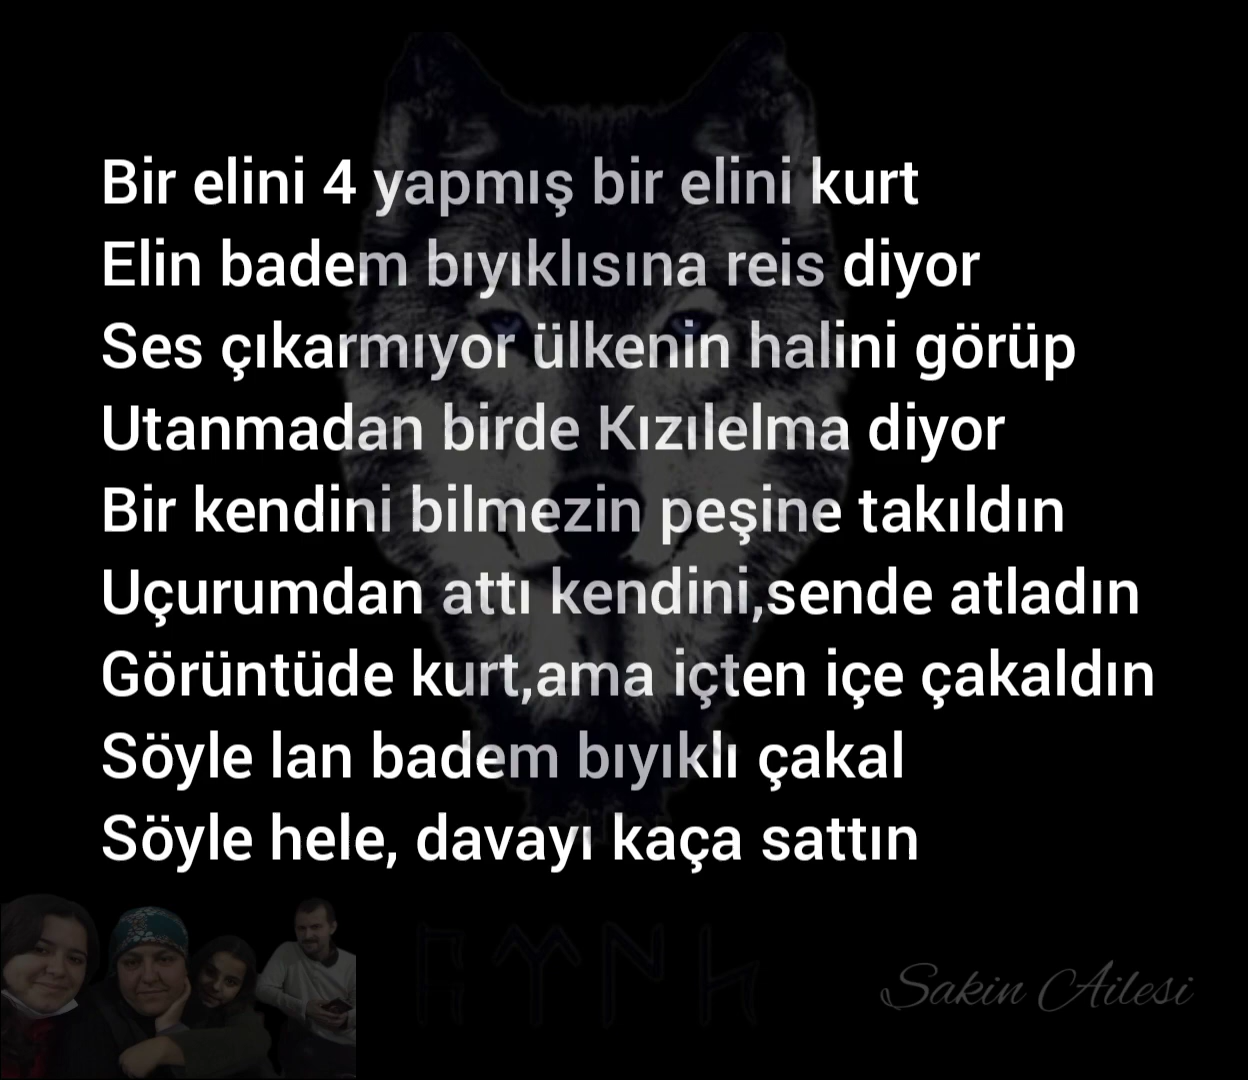 Bir elini 4 yapmış bir elini kurt
Elin badem bıyıklısına reis diyor
Ses çıkarmıyor ülkenin halini görüp
Utanmadan birde Kızılelma diyor
Bir kendini bilmezin peşine takıldın
Uçurumdan attı kendini,sende atladın
Görüntüde kurt,ama içten içe çakaldın
Söyle lan badem bıyıklı çakal
Söyle hele, davayı kaça sattın
Sakin Ailesi